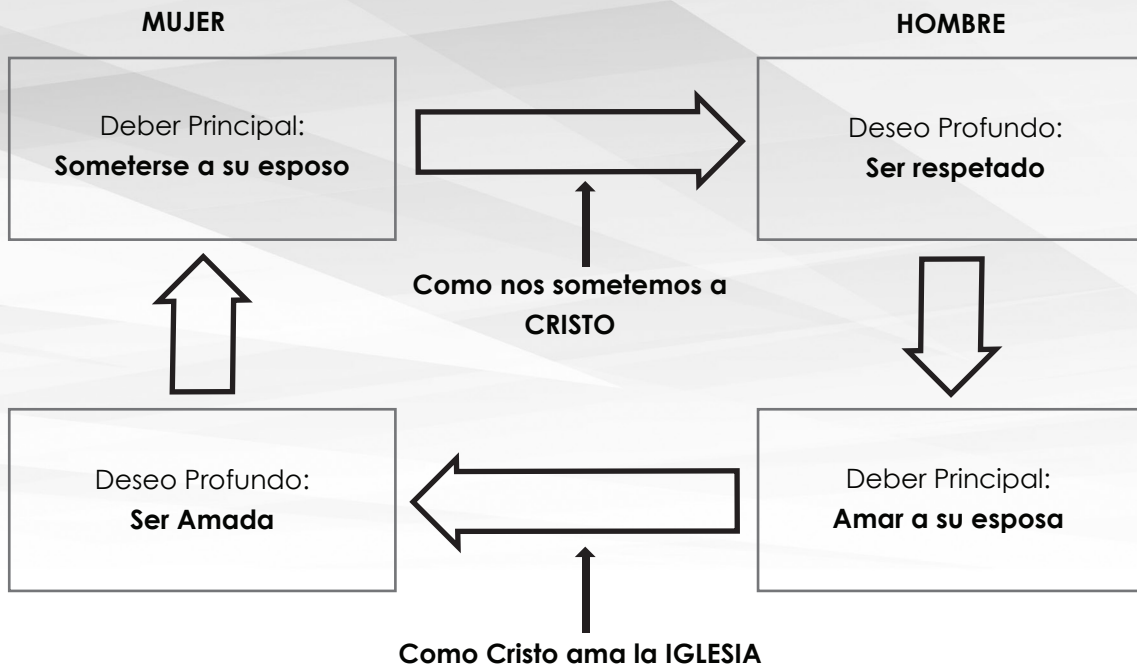 MUJER
HOMBRE
Deber Principal:
Someterse a su esposo
Deseo Profundo:
Ser respetado
Como nos sometemos a
CRISTO
Deseo Profundo:
Ser Amada
Deber Principal:
Amar a su esposa
Como Cristo ama la IGLESIA